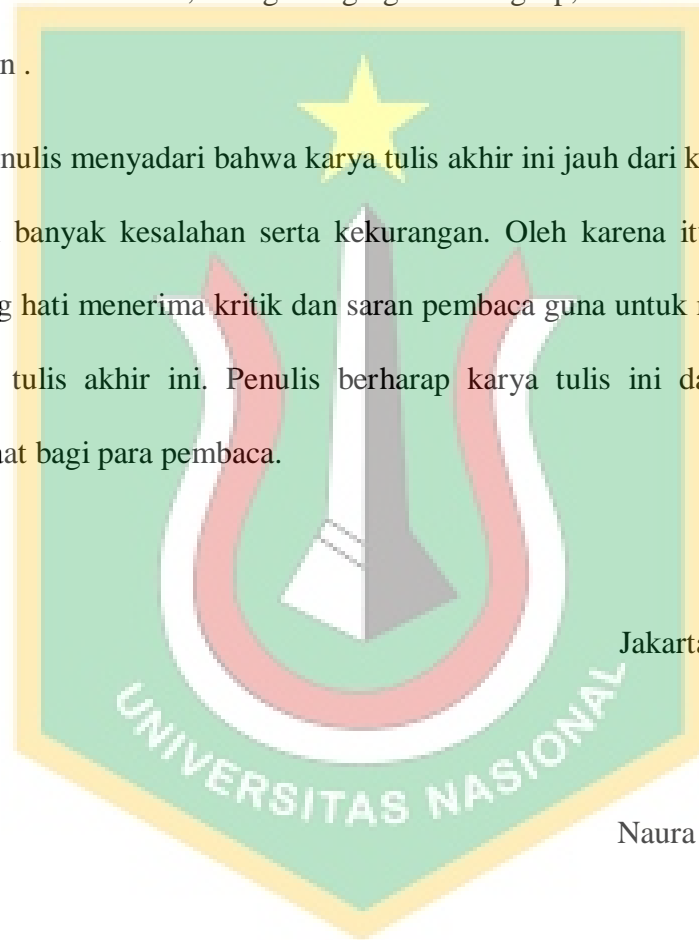 n .
nulis menyadari bahwa karya tulis akhir ini jauh dari k
banyak kesalahan serta kekurangan. Oleh karena it
g hati menerima kritik dan saran pembaca guna untuk
tulis akhir ini. Penulis berharap karya tulis ini da
at bagi para pembaca.
Jakarta
UNIVERSITAS NASIONAL
Naura